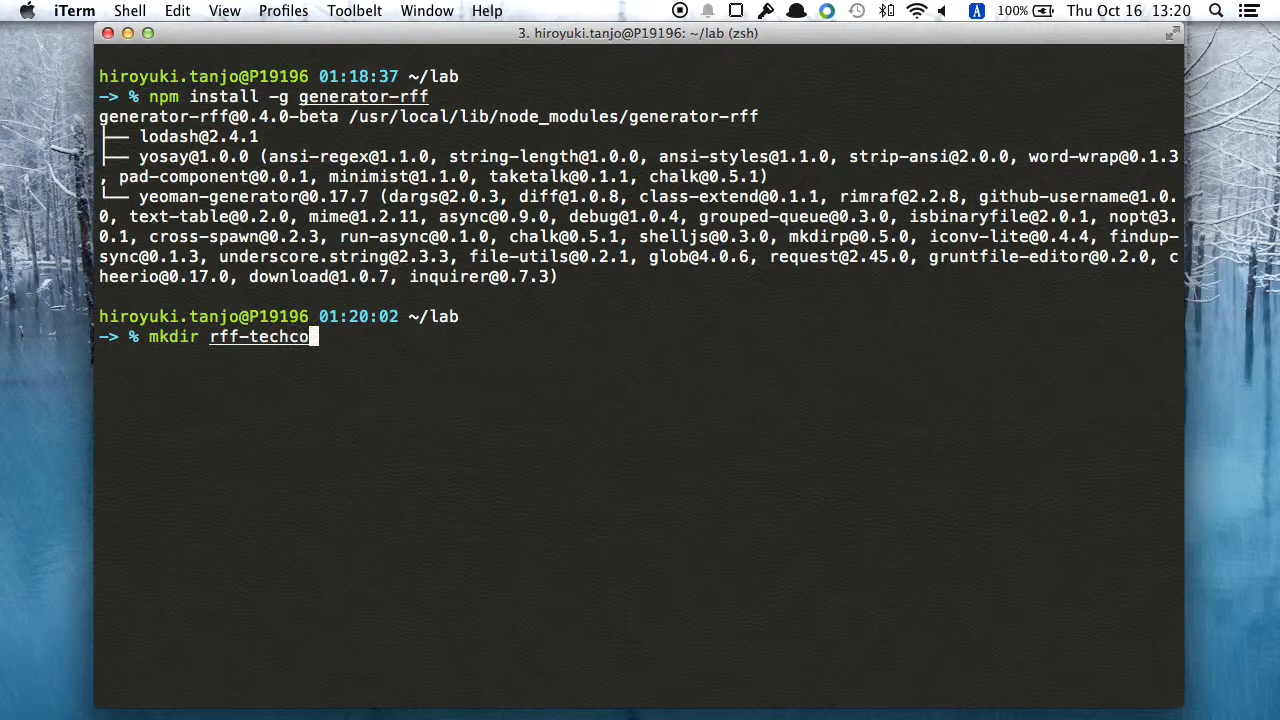 iTerm Shell Edit View Profiles Toolbelt Window Help A 100% Thu Oct 16 13:20
3. hiroyuki.tanjo@P19196: ~/lab (zsh)
hiroyuki.tanjo@P19196 01:18:37 ~/lab
-> % npm install -g generator-rff
generator-rff@0.4.0-beta /usr/local/lib/node_modules/generator-rff
├── lodash@2.4.1
├── yosay@1.0.0 (ansi-regex@1.1.0, string-length@1.0.0, ansi-styles@1.1.0, strip-ansi@2.0.0, word-wrap@0.1.3
, pad-component@0.0.1, minimist@1.1.0, taketalk@0.1.1, chalk@0.5.1)
└── yeoman-generator@0.17.7 (dargs@2.0.3, diff@1.0.8, class-extend@0.1.1, rimraf@2.2.8, github-username@1.0.
0, text-table@0.2.0, mime@1.2.11, async@0.9.0, debug@1.0.4, grouped-queue@0.3.0, isbinaryfile@2.0.1, nopt@3.
0.1, cross-spawn@0.2.3, run-async@0.1.0, chalk@0.5.1, shelljs@0.3.0, mkdirp@0.5.0, iconv-lite@0.4.4, findup-
sync@0.1.3, underscore.string@2.3.3, file-utils@0.2.1, glob@4.0.6, request@2.45.0, gruntfile-editor@0.2.0, c
heerio@0.17.0, download@1.0.7, inquirer@0.7.3)
hiroyuki.tanjo@P19196 01:20:02 ~/lab
-> % mkdir rff-techco